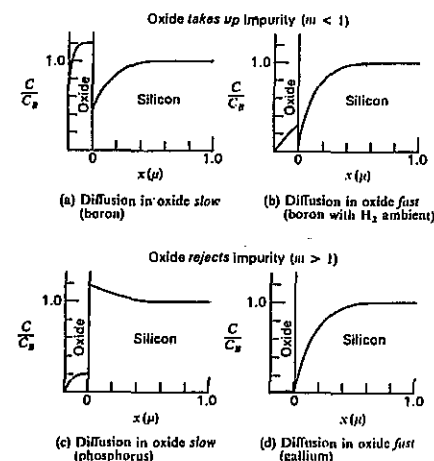 Oxide takes up Impurity (m < 1)
1.0
C/C_B
Oxide
Silicon
0
1.0
x(μ)
(a) Diffusion in oxide slow
(boron)
1.0
C/C_B
Oxide
Silicon
0
1.0
x(μ)
(b) Diffusion in oxide fast
(boron with H₂ ambient)
Oxide rejects Impurity (m > 1)
1.0
C/C_B
Oxide
Silicon
0
1.0
x(μ)
(c) Diffusion in oxide slow
(phosphorus)
1.0
C/C_B
Oxide
Silicon
0
1.0
x(μ)
(d) Diffusion in oxide fast
(gallium)